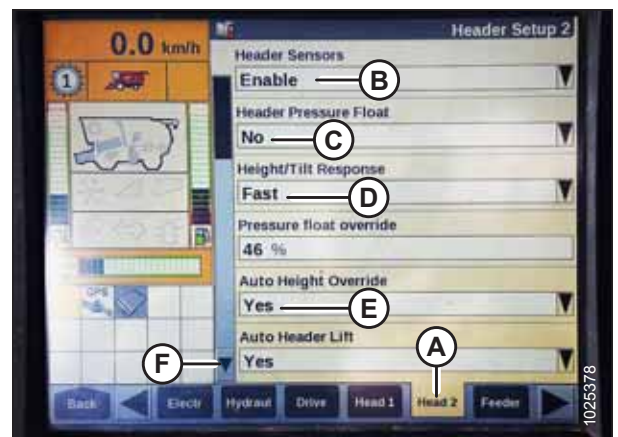 0.0 km/h
Header Setup 2
1
Header Sensors
Enable
B
Header Pressure Float
No
C
Height/Tilt Response
Fast
D
Pressure float override
46 %
Auto Height Override
Yes
E
GPS
Auto Header Lift
Yes
F
A
Back
Electr
Hydraul
Drive
Head 1
Head 2
Feeder
1025378